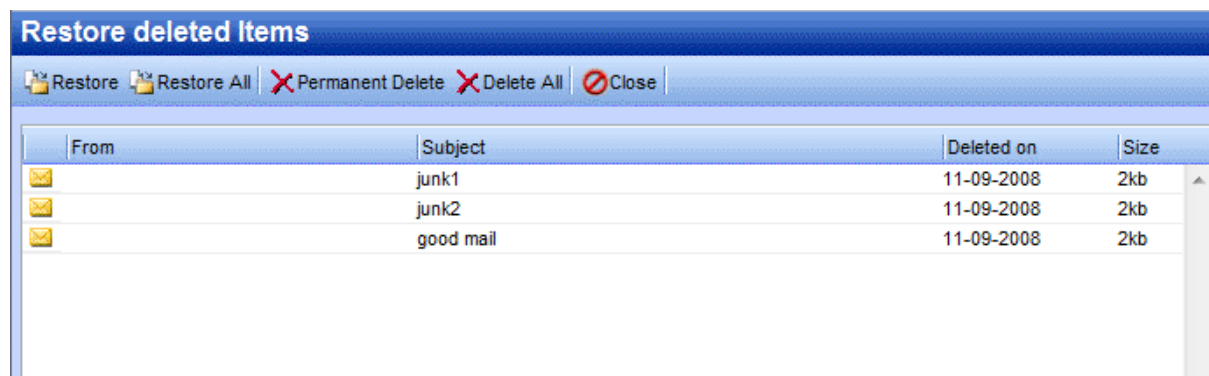 Restore deleted Items
Restore Restore All Permanent Delete Delete All Close
From Subject Deleted on Size
junk1 11-09-2008 2kb
junk2 11-09-2008 2kb
good mail 11-09-2008 2kb